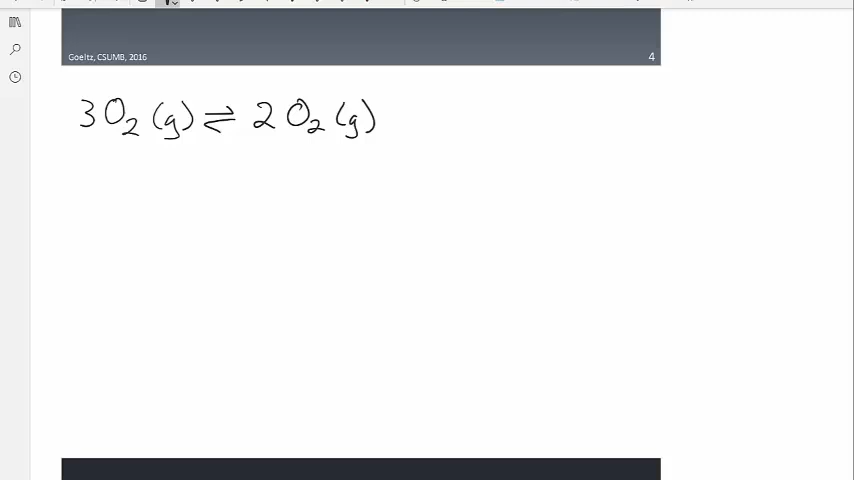 Goeltz, CSUMB, 2016 4
3O₂ (g) ⇌ 2O₂ (g)